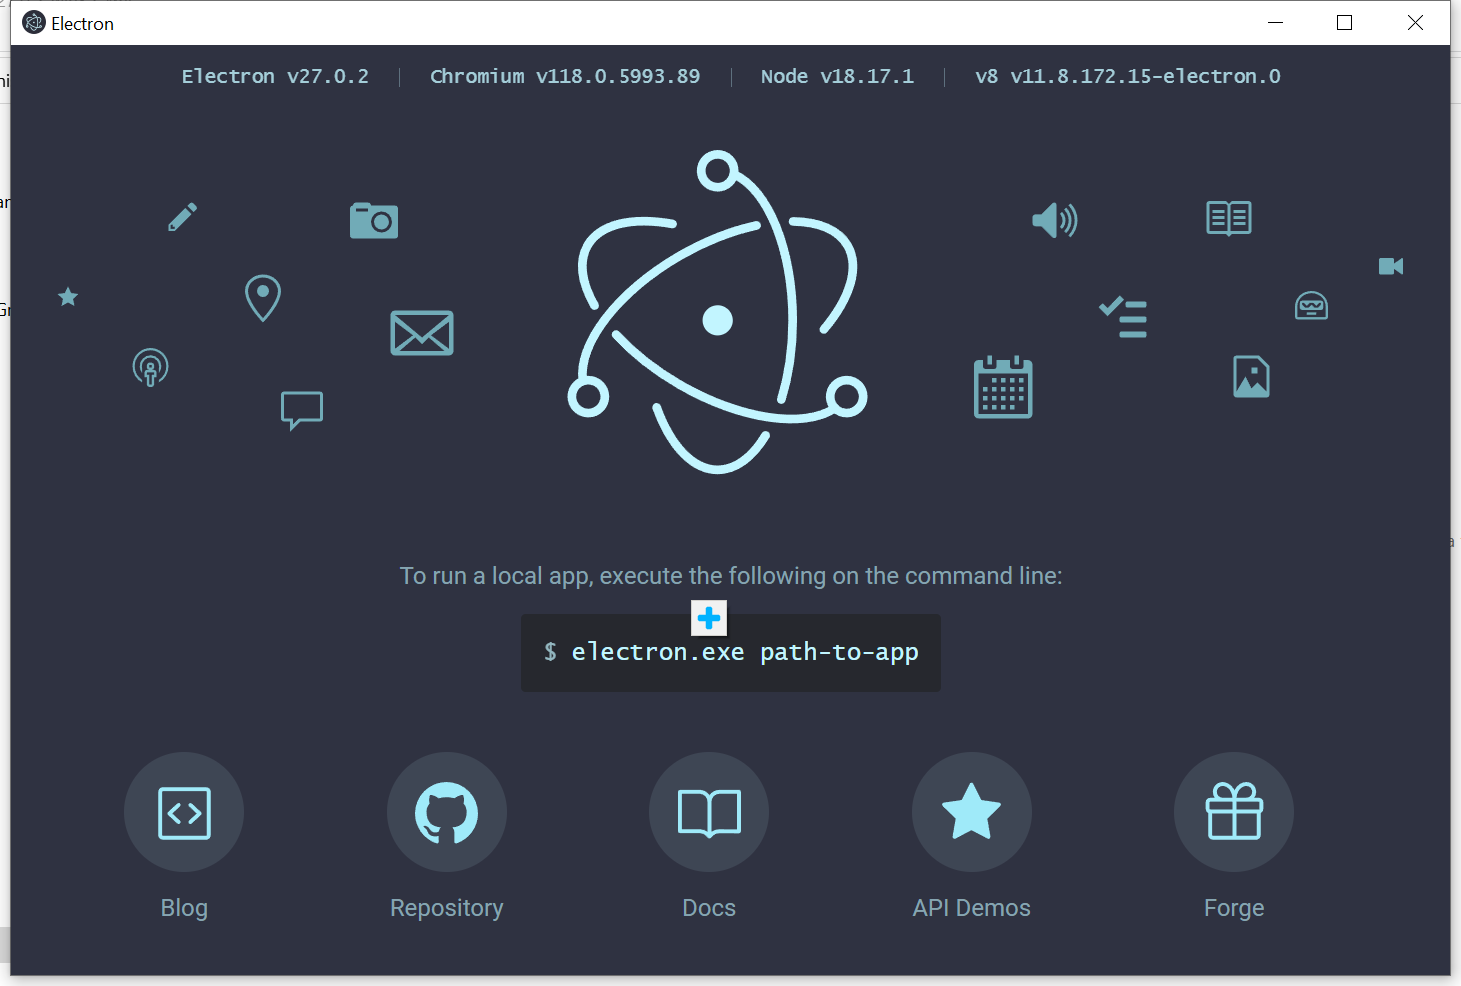 Electron
Electron v27.0.2 | Chromium v118.0.5993.89 | Node v18.17.1 | v8 v11.8.172.15-electron.0
To run a local app, execute the following on the command line:
$ electron.exe path-to-app
Blog Repository Docs API Demos Forge